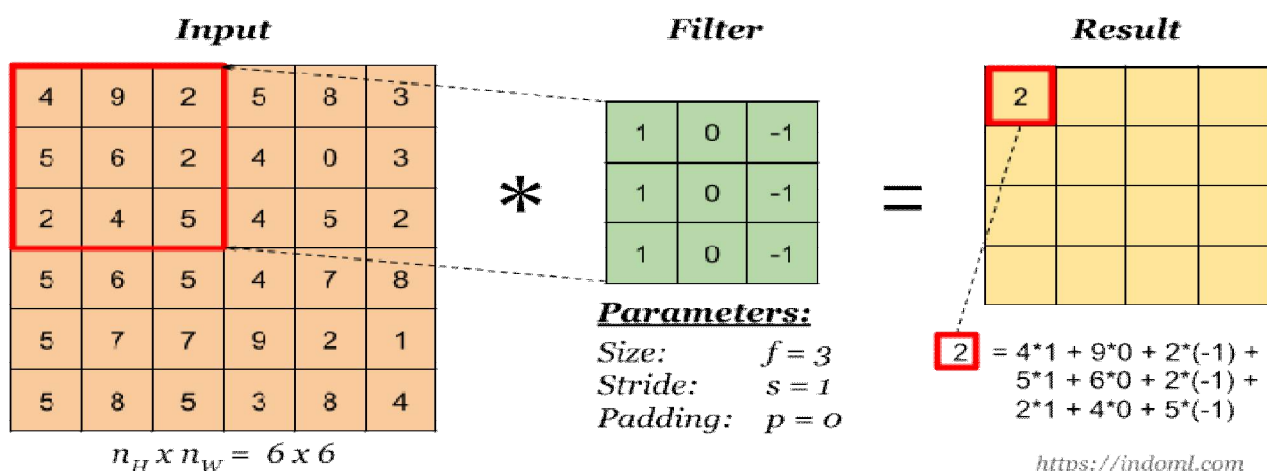 Input Filter Result
4 9 2 5 8 3
5 6 2 4 0 3
2 4 5 4 5 2
5 6 5 4 7 8
5 7 7 9 2 1
5 8 5 3 8 4
n_H x n_W = 6 x 6
*
1 0 -1
1 0 -1
1 0 -1
Parameters:
Size: f = 3
Stride: s = 1
Padding: p = 0
=
2
2 = 4*1 + 9*0 + 2*(-1) +
5*1 + 6*0 + 2*(-1) +
2*1 + 4*0 + 5*(-1)
https://indoml.com